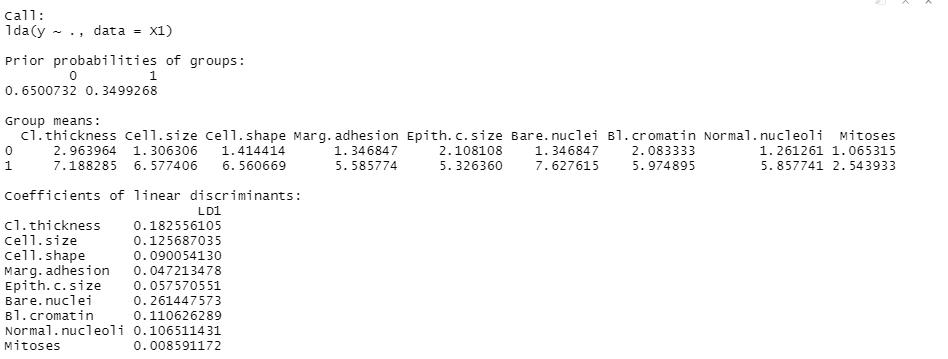 Call:
lda(y ~ ., data = X1)
Prior probabilities of groups:
0 1
0.6500732 0.3499268
Group means:
Cl.thickness Cell.size Cell.shape Marg.adhesion Epith.c.size Bare.nuclei Bl.cromatin Normal.nucleoli Mitoses
0 2.963964 1.306306 1.414414 1.346847 2.108108 1.346847 2.083333 1.261261 1.065315
1 7.188285 6.577406 6.560669 5.585774 5.326360 7.627615 5.974895 5.857741 2.543933
Coefficients of linear discriminants:
LD1
Cl.thickness 0.182556105
Cell.size 0.125687035
Cell.shape 0.090054130
Marg.adhesion 0.047213478
Epith.c.size 0.057570551
Bare.nuclei 0.261447573
Bl.cromatin 0.110626289
Normal.nucleoli 0.106511431
Mitoses 0.008591172